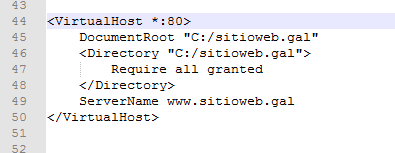 43
44 <VirtualHost *:80>
45 DocumentRoot "C:/sitioweb.gal"
46 <Directory "C:/sitioweb.gal">
47 Require all granted
48 </Directory>
49 ServerName www.sitioweb.gal
50 </VirtualHost>
51
52